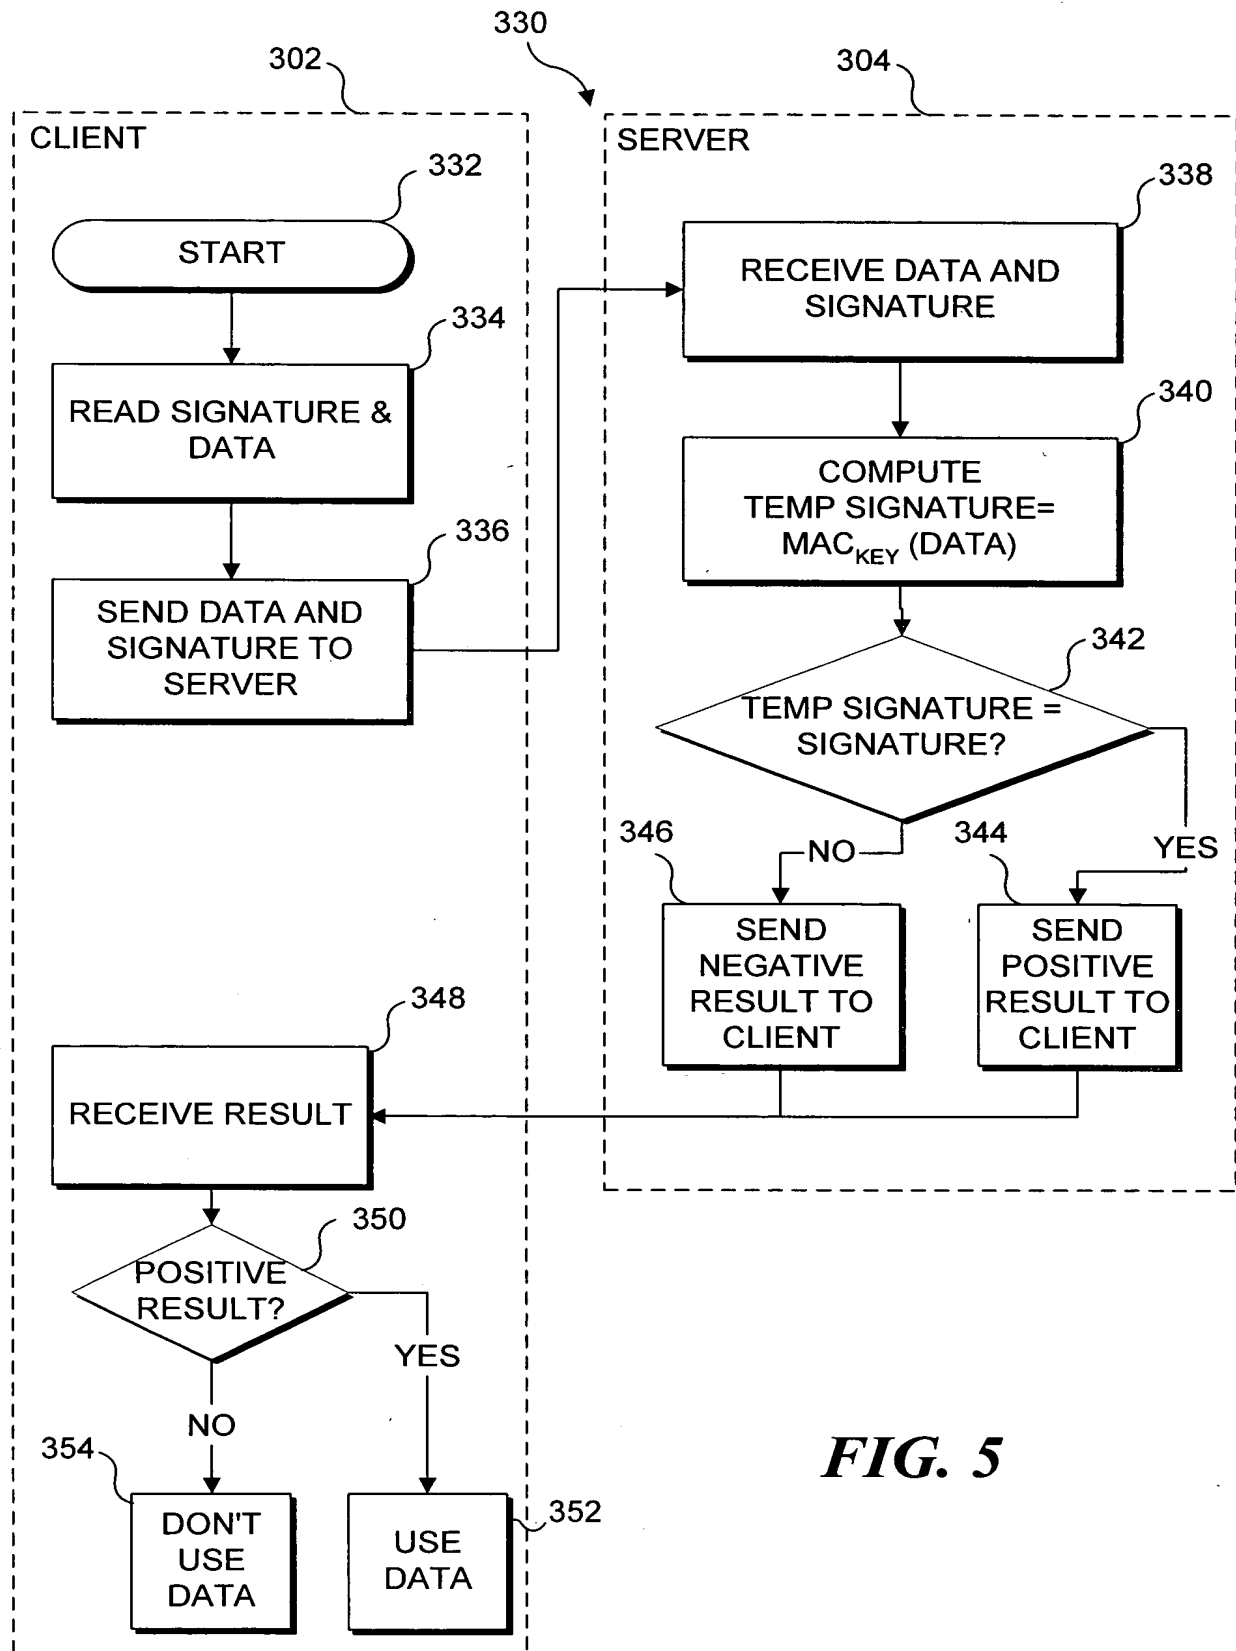 330
302
304
CLIENT
SERVER
332
338
START
RECEIVE DATA AND
SIGNATURE
334
READ SIGNATURE &
DATA
340
COMPUTE
TEMP SIGNATURE=
MAC_KEY (DATA)
336
SEND DATA AND
SIGNATURE TO
SERVER
342
TEMP SIGNATURE =
SIGNATURE?
346
NO
344
YES
SEND
NEGATIVE
RESULT TO
CLIENT
SEND
POSITIVE
RESULT TO
CLIENT
348
RECEIVE RESULT
350
POSITIVE
RESULT?
YES
NO
354
DON'T
USE
DATA
352
USE
DATA
FIG. 5